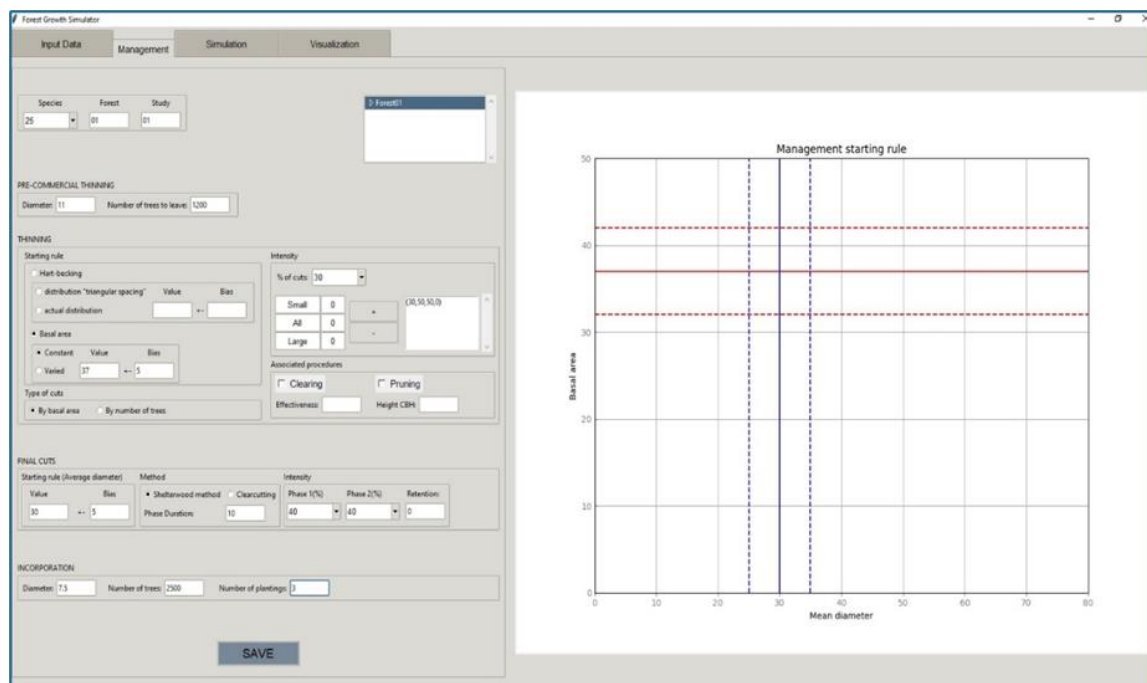 Forest Growth Simulator
Input Data Management Simulation Visualization
Species Forest Study
25 01 01
Forest01
PRE-COMMERCIAL THINNING
Diameter: 11 Number of trees to leave: 1200
THINNING
Starting rule
Hart-becking
distribution "triangular spacing" Value Bias
actual distribution +-
Basal area
Constant Value Bias
Varied 37 +- 5
Type of cuts
By basal area By number of trees
Intensity
% of cuts: 30
Small 0
All 0
Large 0
+
-
(30,50,50,0)
Associated procedures
Clearing Pruning
Effectiveness: Height CBH:
FINAL CUTS
Starting rule (Average diameter)
Value Bias
30 +- 5
Method
Shelterwood method Clearcutting
Phase Duration: 10
Intensity
Phase 1(%) Phase 2(%) Retention:
40 40 0
INCORPORATION
Diameter: 7.5 Number of trees: 2500 Number of plantings: 3
SAVE
Management starting rule
50
40
30
20
10
0
Basal area
0 10 20 30 40 50 60 70 80
Mean diameter